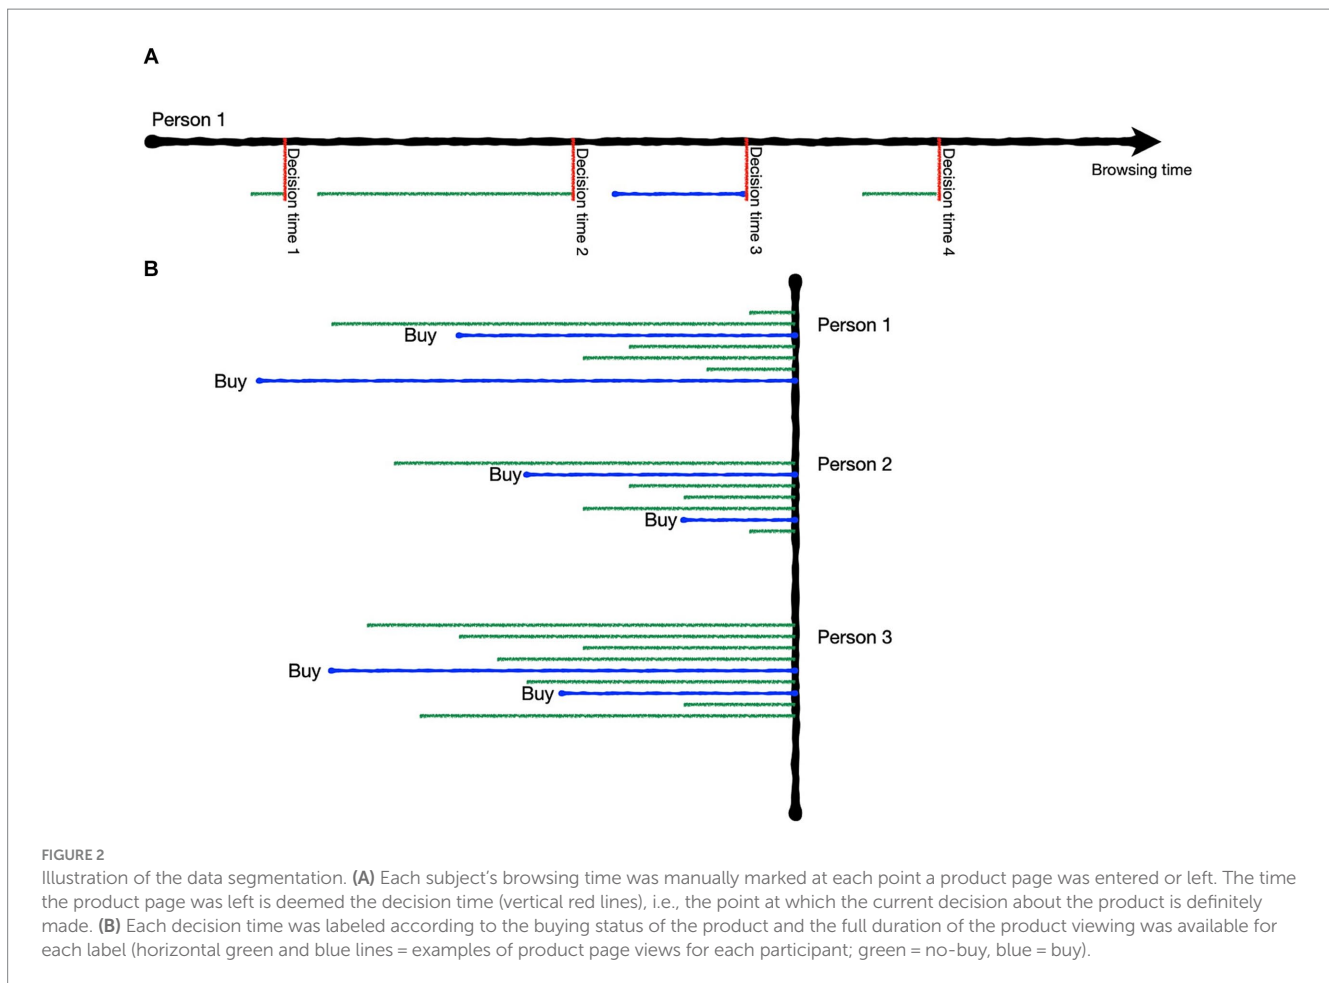 A
Person 1
Browsing time
Decision time 1
Decision time 2
Decision time 3
Decision time 4
B
Person 1
Buy
Buy
Person 2
Buy
Buy
Person 3
Buy
Buy
FIGURE 2
Illustration of the data segmentation. (A) Each subject's browsing time was manually marked at each point a product page was entered or left. The time
the product page was left is deemed the decision time (vertical red lines), i.e., the point at which the current decision about the product is definitely
made. (B) Each decision time was labeled according to the buying status of the product and the full duration of the product viewing was available for
each label (horizontal green and blue lines = examples of product page views for each participant; green = no-buy, blue = buy).